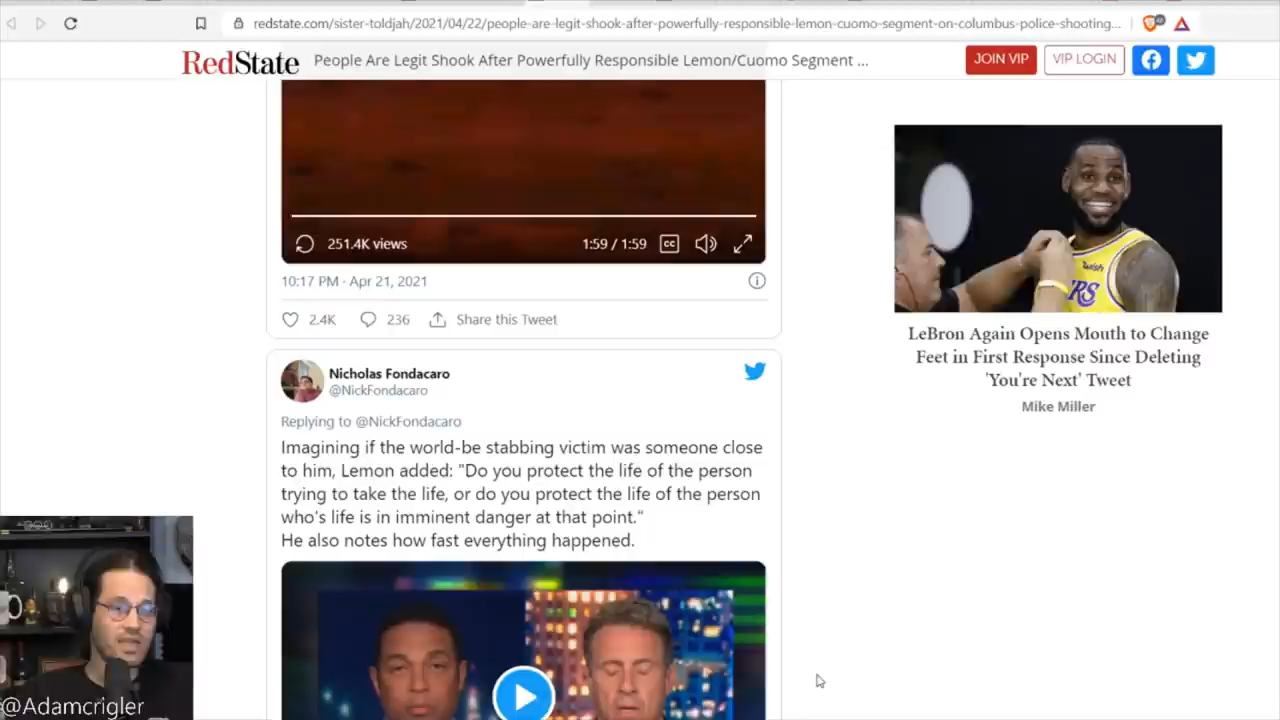 redstate.com/sister-toldjah/2021/04/22/people-are-legit-shook-after-powerfully-responsible-lemon-cuomo-segment-on-columbus-police-shooting...
RedState
People Are Legit Shook After Powerfully Responsible Lemon/Cuomo Segment ...
JOIN VIP
VIP LOGIN
251.4K views
1:59 / 1:59
CC
10:17 PM · Apr 21, 2021
2.4K
236
Share this Tweet
Nicholas Fondacaro
@NickFondacaro
Replying to @NickFondacaro
Imagining if the world-be stabbing victim was someone close
to him, Lemon added: "Do you protect the life of the person
trying to take the life, or do you protect the life of the person
who's life is in imminent danger at that point."
He also notes how fast everything happened.
wish
RS
LeBron Again Opens Mouth to Change
Feet in First Response Since Deleting
'You're Next' Tweet
Mike Miller
@Adamcrigler